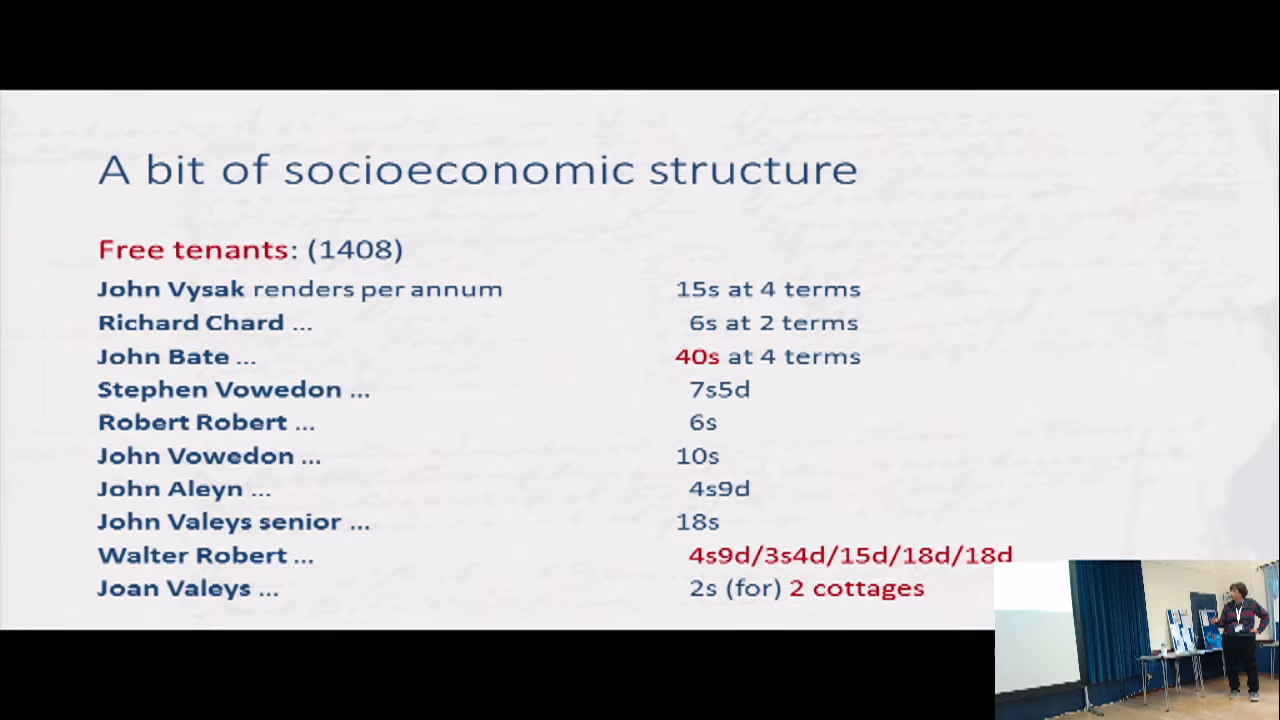 A bit of socioeconomic structure
Free tenants: (1408)
John Vysak renders per annum 15s at 4 terms
Richard Chard ... 6s at 2 terms
John Bate ... 40s at 4 terms
Stephen Vowedon ... 7s5d
Robert Robert ... 6s
John Vowedon ... 10s
John Aleyn ... 4s9d
John Valeys senior ... 18s
Walter Robert ... 4s9d/3s4d/15d/18d/18d
Joan Valeys ... 2s (for) 2 cottages